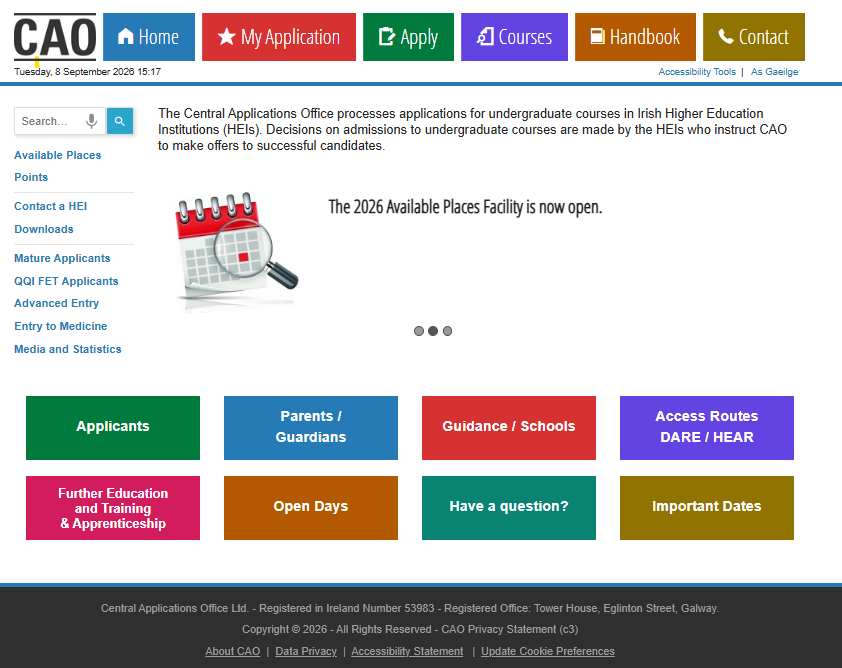 CAO
Home
My Application
Apply
Courses
Handbook
Contact
Tuesday, 8 September 2026 15:17
Accessibility Tools | As Gaeilge
Search...
The Central Applications Office processes applications for undergraduate courses in Irish Higher Education
Institutions (HEIs). Decisions on admissions to undergraduate courses are made by the HEIs who instruct CAO
to make offers to successful candidates.
Available Places
Points
Contact a HEI
Downloads
Mature Applicants
QQI FET Applicants
Advanced Entry
Entry to Medicine
Media and Statistics
The 2026 Available Places Facility is now open.
Applicants
Parents /
Guardians
Guidance / Schools
Access Routes
DARE / HEAR
Further Education
and Training
& Apprenticeship
Open Days
Have a question?
Important Dates
Central Applications Office Ltd. - Registered in Ireland Number 53983 - Registered Office: Tower House, Eglinton Street, Galway.
Copyright © 2026 - All Rights Reserved - CAO Privacy Statement (c3)
About CAO | Data Privacy | Accessibility Statement | Update Cookie Preferences